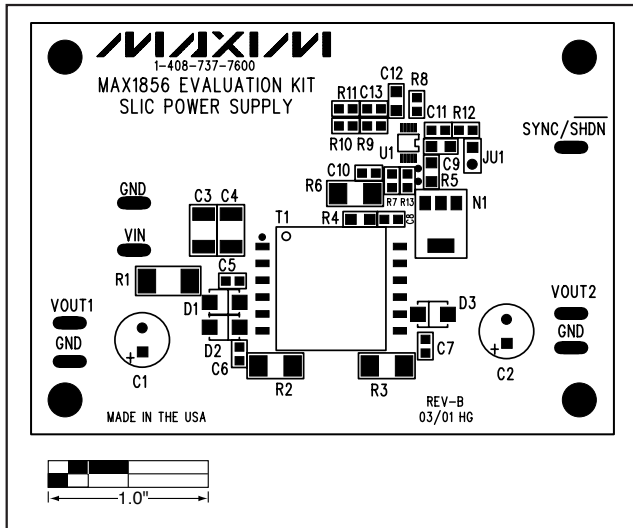 MAXIM
1-408-737-7600
MAX1856 EVALUATION KIT
SLIC POWER SUPPLY
C12
R8
R11 C13
C11 R12
SYNC/SHDN
R10 R9
U1
C9
JU1
C10
R5
R6
GND
C3 C4
R7 R13
N1
R4
C8
T1
VIN
C5
R1
D1
D3
VOUT1
VOUT2
GND
GND
D2
C6
C7
C1
C2
R2
R3
MADE IN THE USA
REV-B
03/01 HG
1.0"